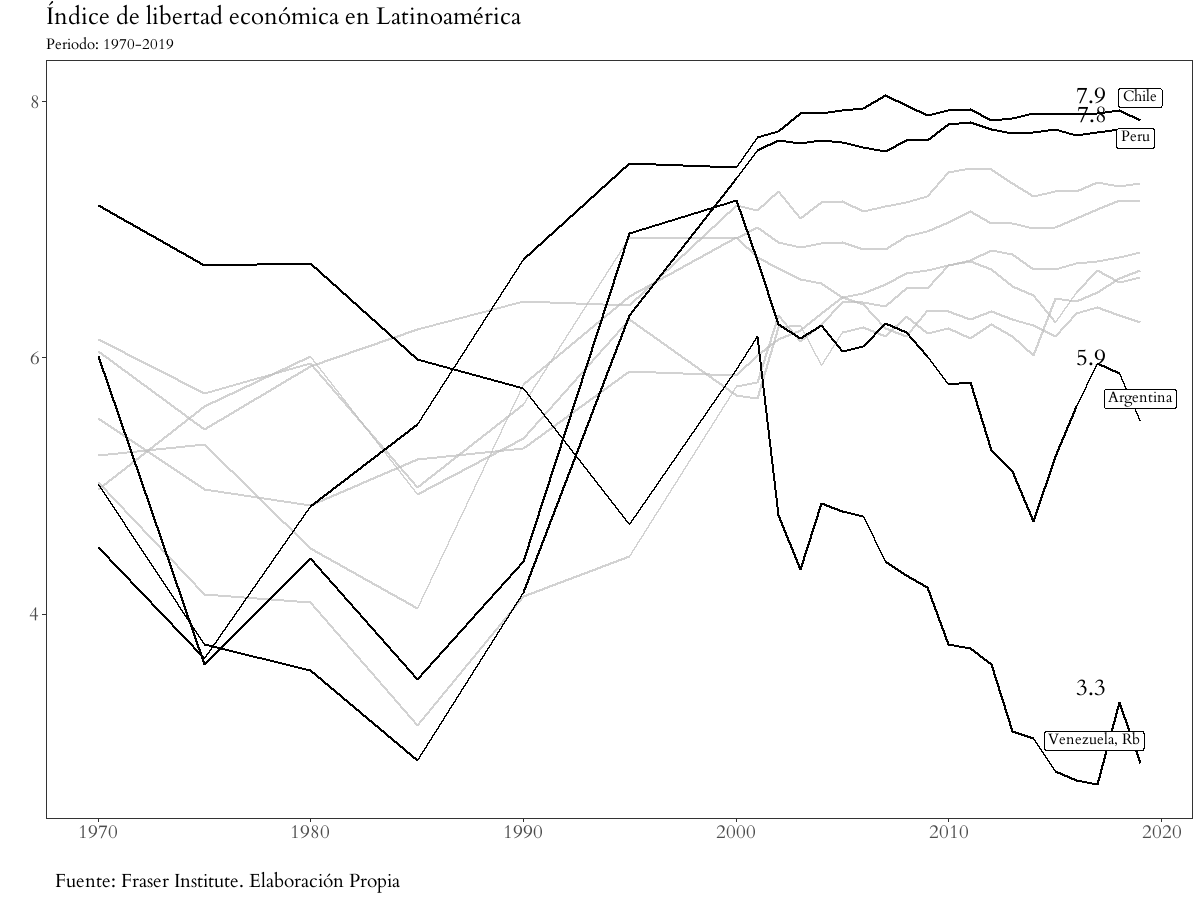 Índice de libertad económica en Latinoamérica
Periodo: 1970-2019
8
7.9
Chile
7.8
Peru
6
5.9
Argentina
4
3.3
Venezuela, Rb
1970
1980
1990
2000
2010
2020
Fuente: Fraser Institute. Elaboración Propia